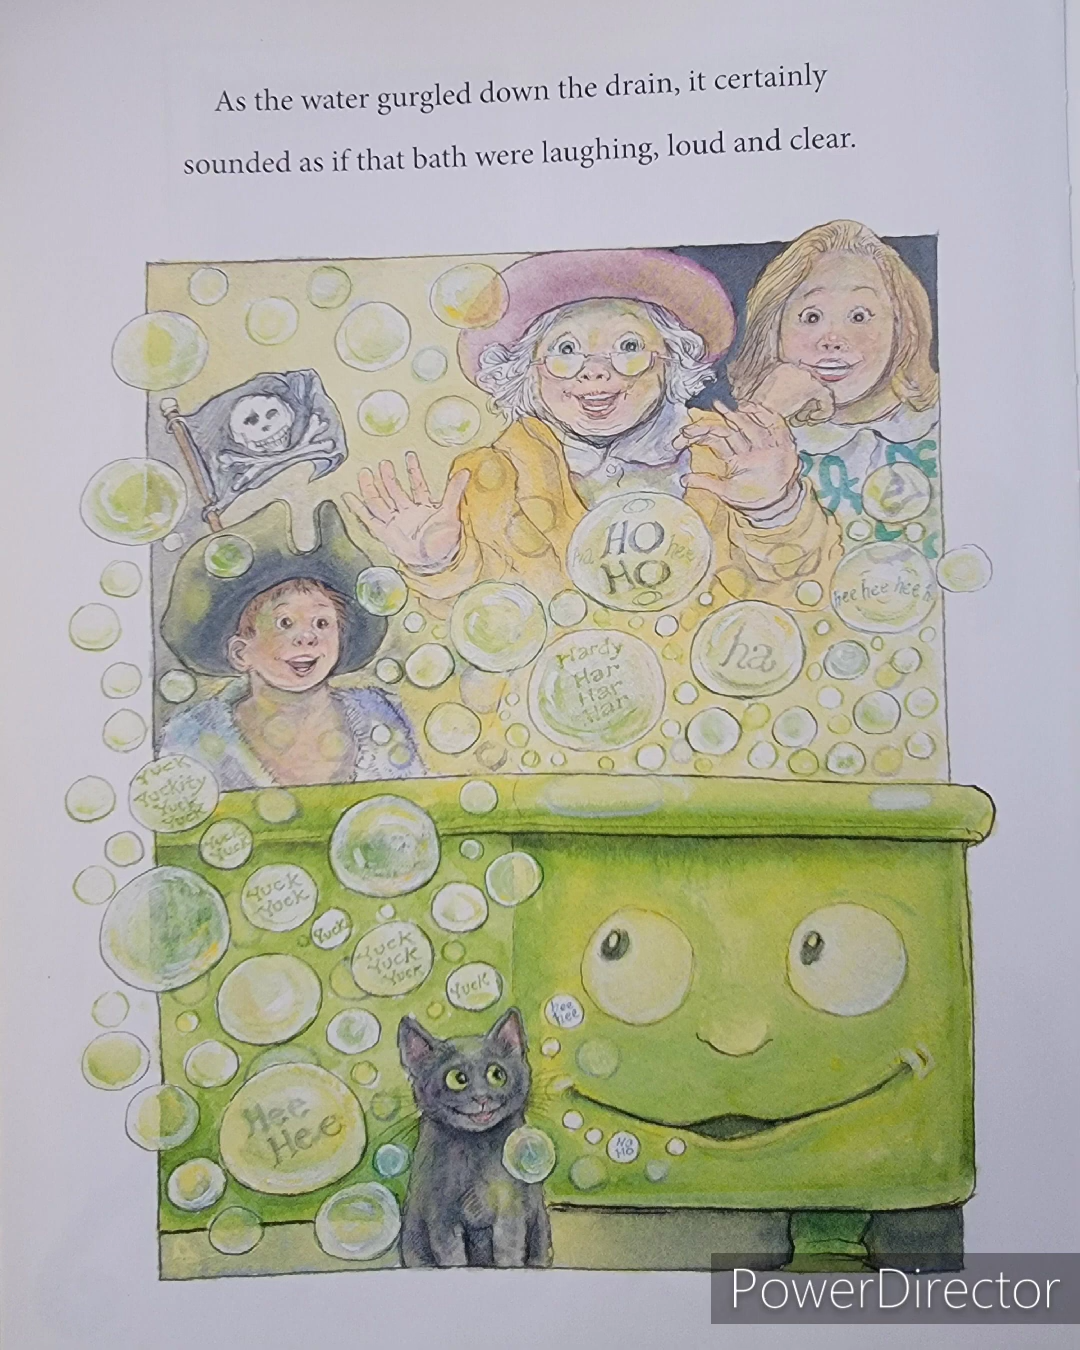 As the water gurgled down the drain, it certainly
sounded as if that bath were laughing, loud and clear.
HO
HO
hee hee hee
Hardy
Har
Har
Har
ha
Yuck
Yuckity
Yuck
Yuck
Yuck
Yuck
Yuck
Yuck
Yuck
Yuck
Yuck
Yuck
Yuck
hee
hee
Hee
Hee
HO
HO
PowerDirector